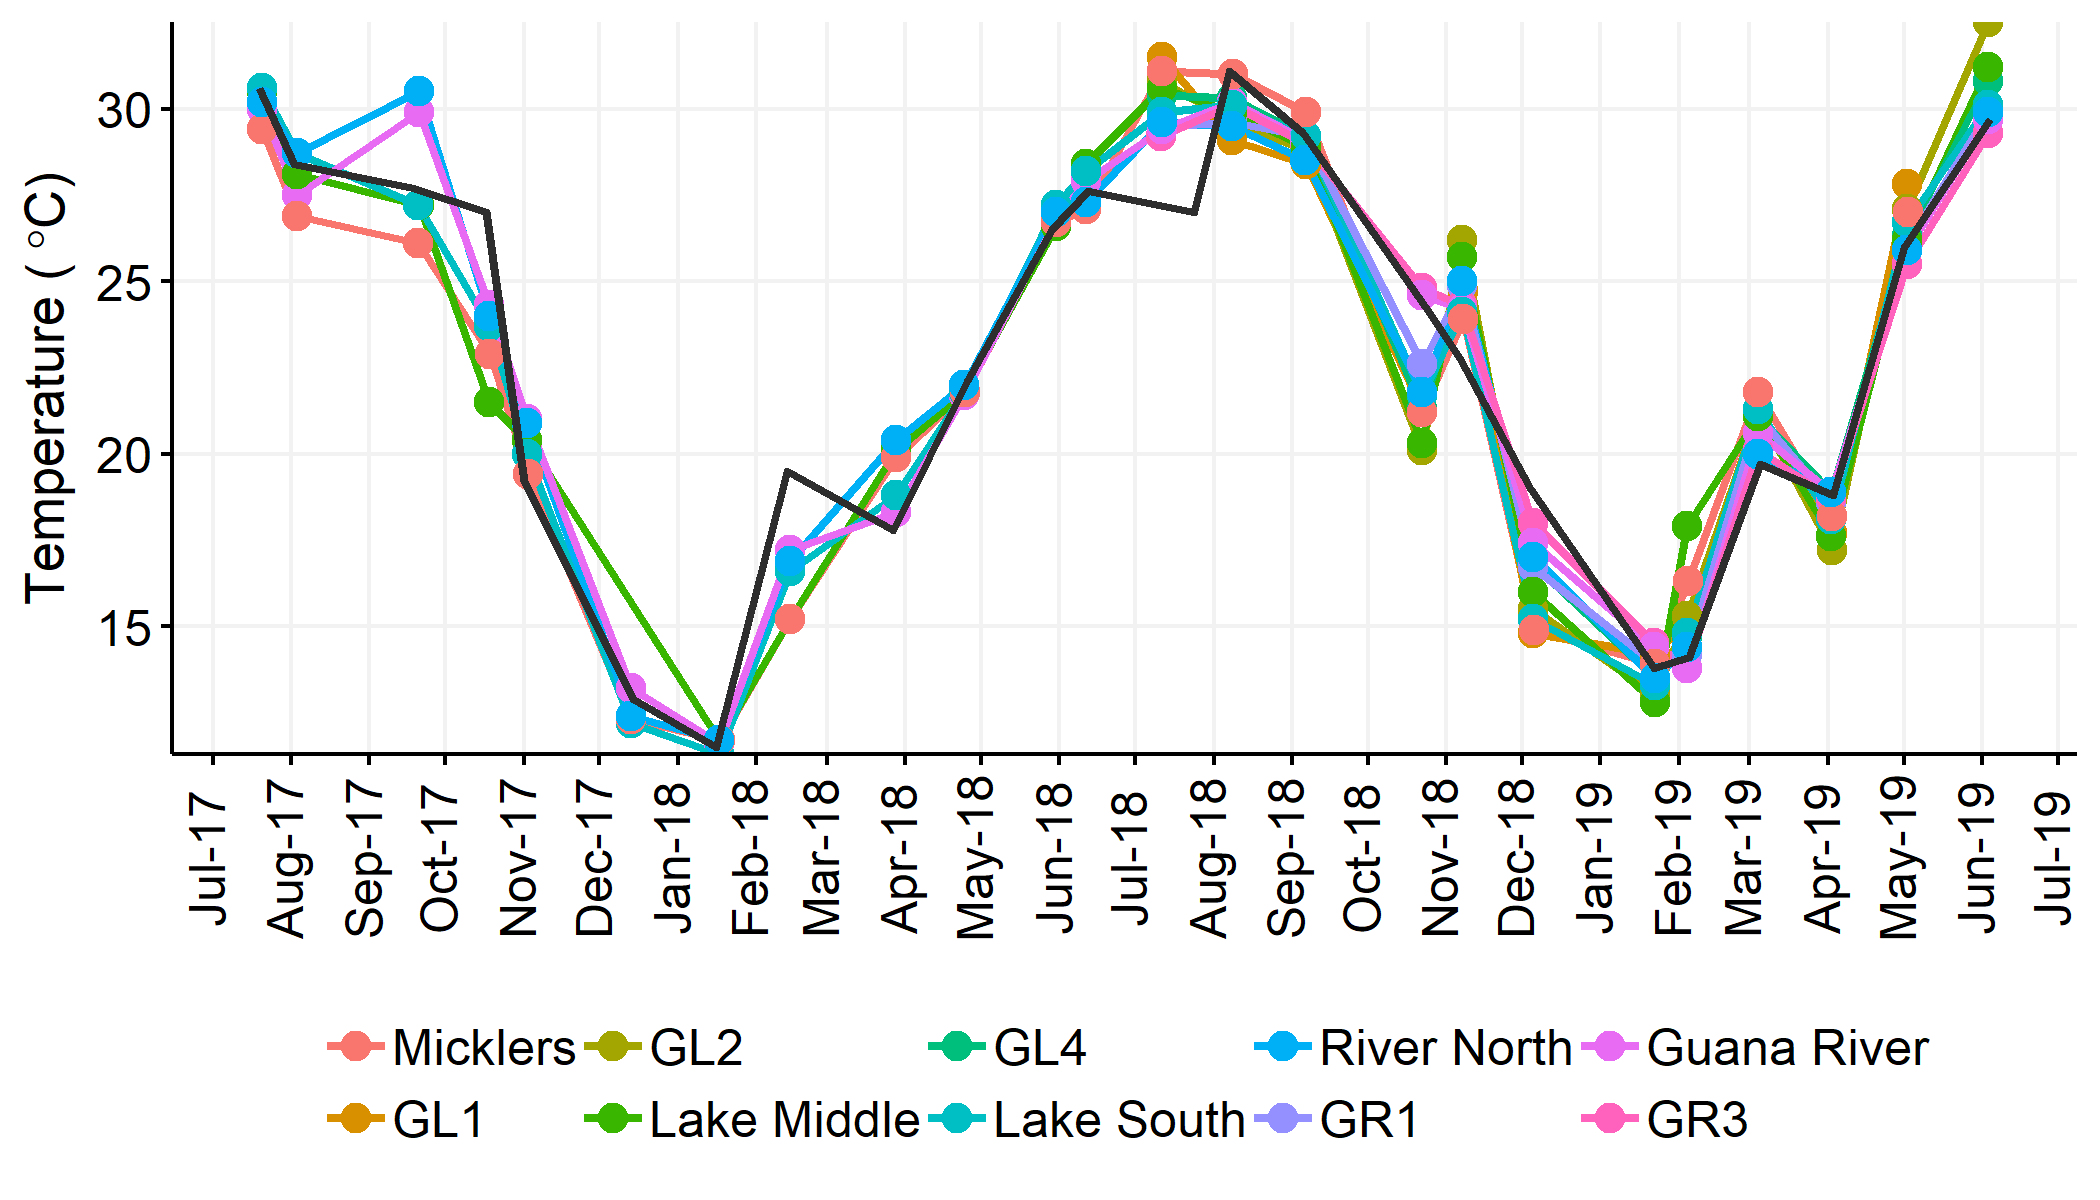 Temperature ( °C)
30
25
20
15
Jul-17
Aug-17
Sep-17
Oct-17
Nov-17
Dec-17
Jan-18
Feb-18
Mar-18
Apr-18
May-18
Jun-18
Jul-18
Aug-18
Sep-18
Oct-18
Nov-18
Dec-18
Jan-19
Feb-19
Mar-19
Apr-19
May-19
Jun-19
Jul-19
Micklers GL2 GL4 River North Guana River
GL1 Lake Middle Lake South GR1 GR3